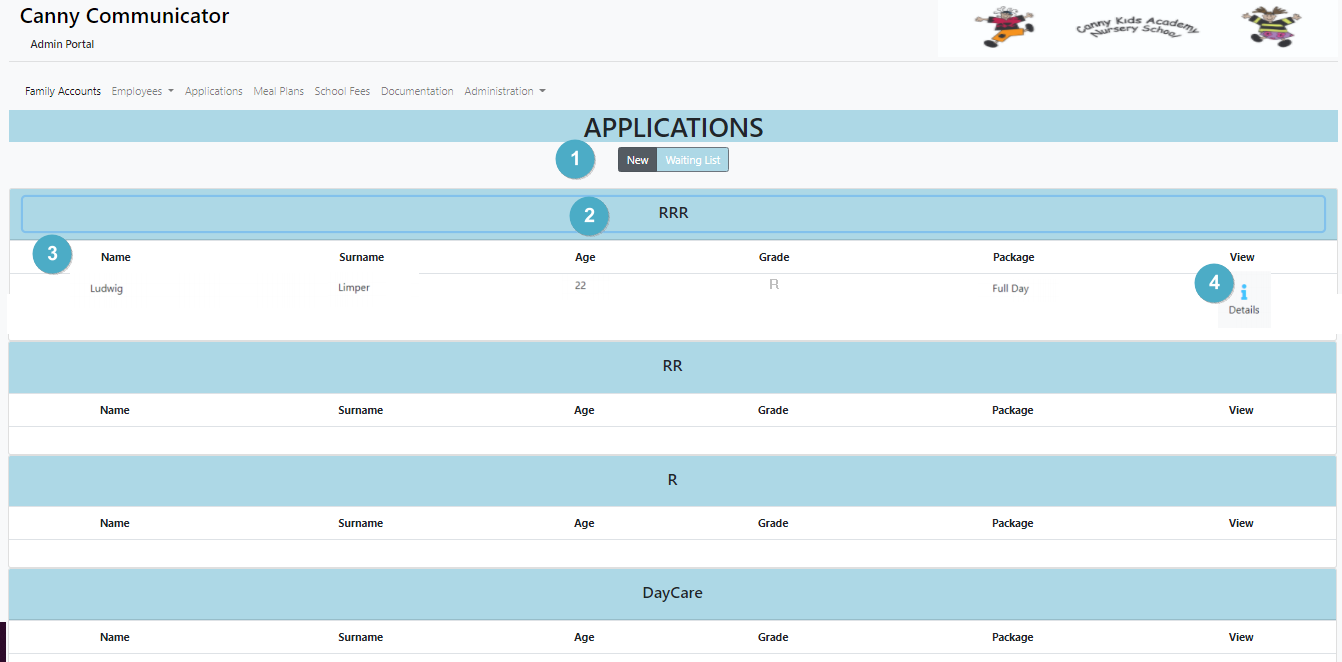 Canny Communicator
Admin Portal
Canny Kids Academy
Nursery School
Family Accounts Employees Applications Meal Plans School Fees Documentation Administration
APPLICATIONS
1 New Waiting List
2 RRR
3 Name Surname Age Grade Package View
Ludwig Limper 22 R Full Day 4 i Details
RR
Name Surname Age Grade Package View
R
Name Surname Age Grade Package View
DayCare
Name Surname Age Grade Package View